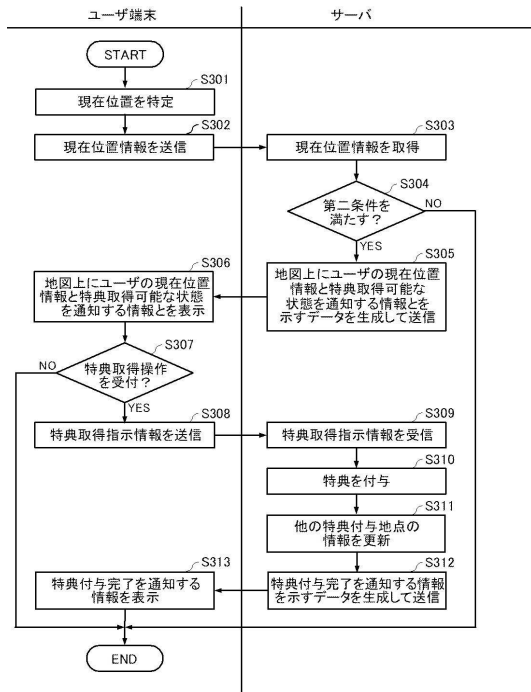 ユーザ端末
サーバ
START
S301
現在位置を特定
S302
現在位置情報を送信
S303
現在位置情報を取得
S304
第二条件を
満たす?
NO
YES
S305
地図上にユーザの現在位置
情報と特典取得可能な
状態を通知する情報とを
示すデータを生成して送信
S306
地図上にユーザの現在位置
情報と特典取得可能な状態
を通知する情報とを表示
S307
特典取得操作
を受付?
NO
YES
S308
特典取得指示情報を送信
S309
特典取得指示情報を受信
S310
特典を付与
S311
他の特典付与地点の
情報を更新
S312
特典付与完了を通知する情報
を示すデータを生成して送信
S313
特典付与完了を通知する
情報を表示
END